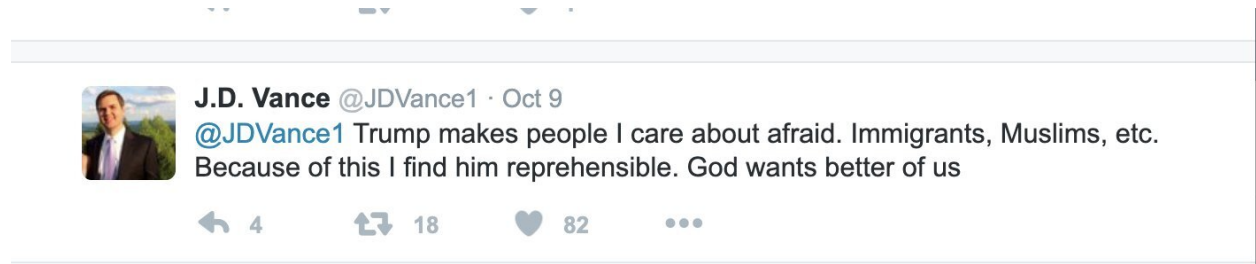 J.D. Vance @JDVance1 · Oct 9
@JDVance1 Trump makes people I care about afraid. Immigrants, Muslims, etc.
Because of this I find him reprehensible. God wants better of us
4 18 82